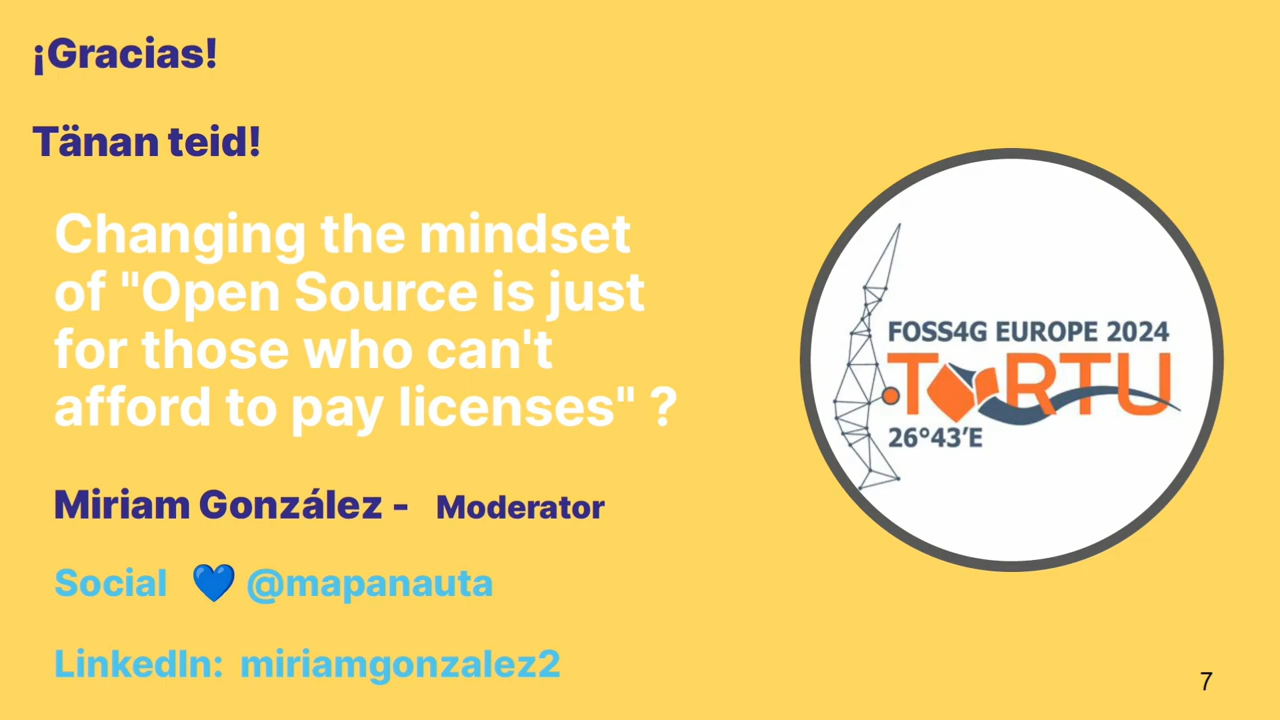 ¡Gracias!
Tänan teid!
Changing the mindset
of "Open Source is just
for those who can't
afford to pay licenses" ?
Miriam González - Moderator
Social 💙 @mapanauta
LinkedIn: miriamgonzalez2
FOSS4G EUROPE 2024
TARTU
26°43'E
7